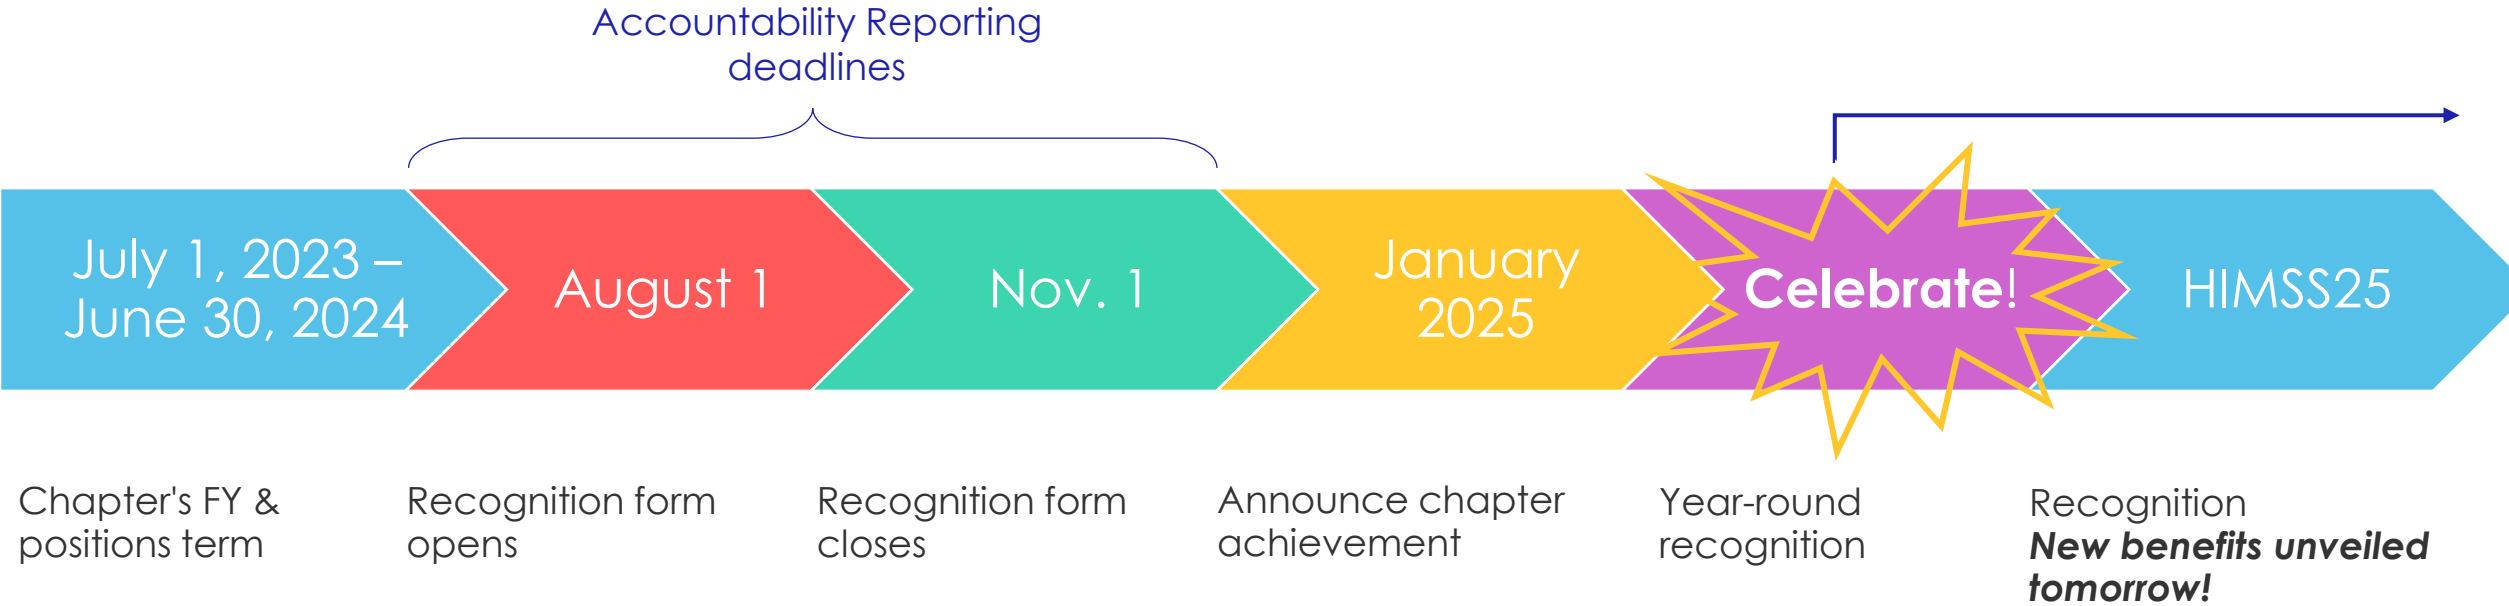 Accountability Reporting
deadlines
July 1, 2023 –
June 30, 2024
August 1
Nov. 1
January
2025
Celebrate!
HIMSS25
Chapter's FY &
positions term
Recognition form
opens
Recognition form
closes
Announce chapter
achievement
Year-round
recognition
Recognition
New benefits unveiled
tomorrow!